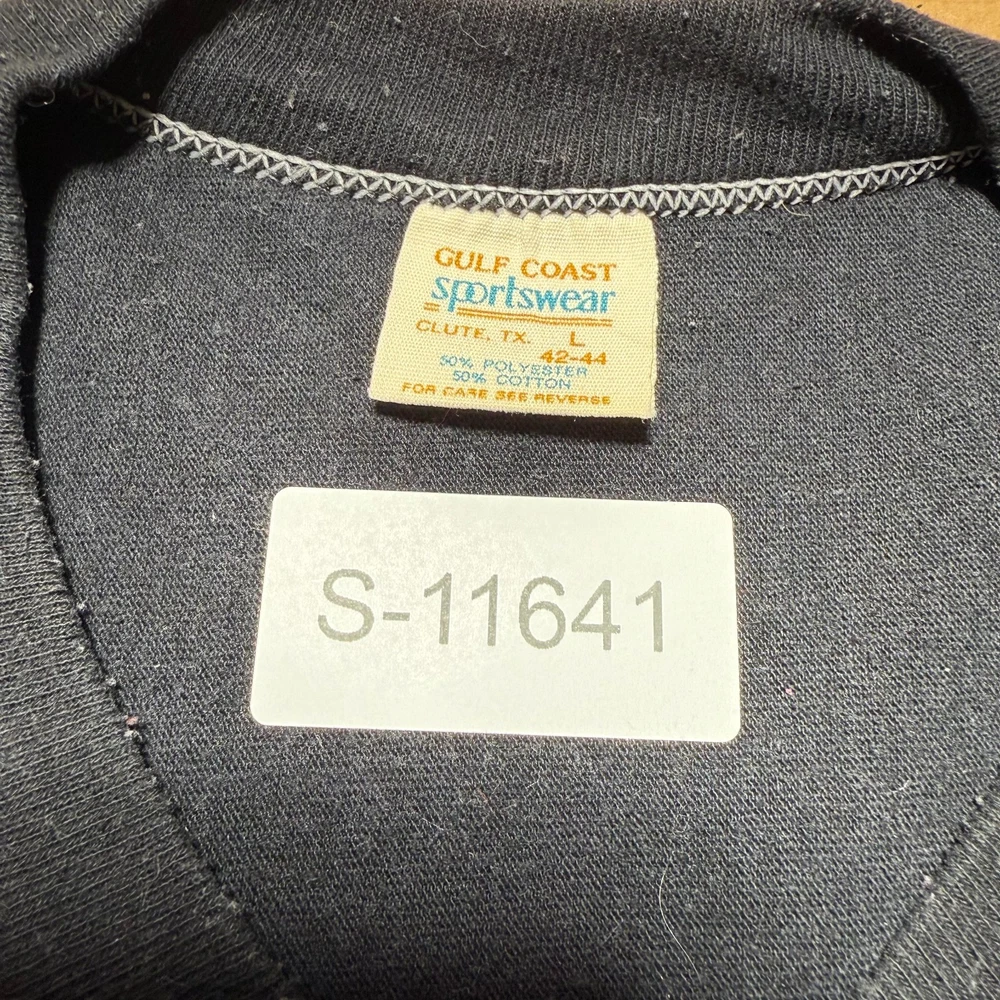 GULF COAST
sportswear
CLUTE, TX. L
42-44
50% POLYESTER
50% COTTON
FOR CARE SEE REVERSE
S-11641